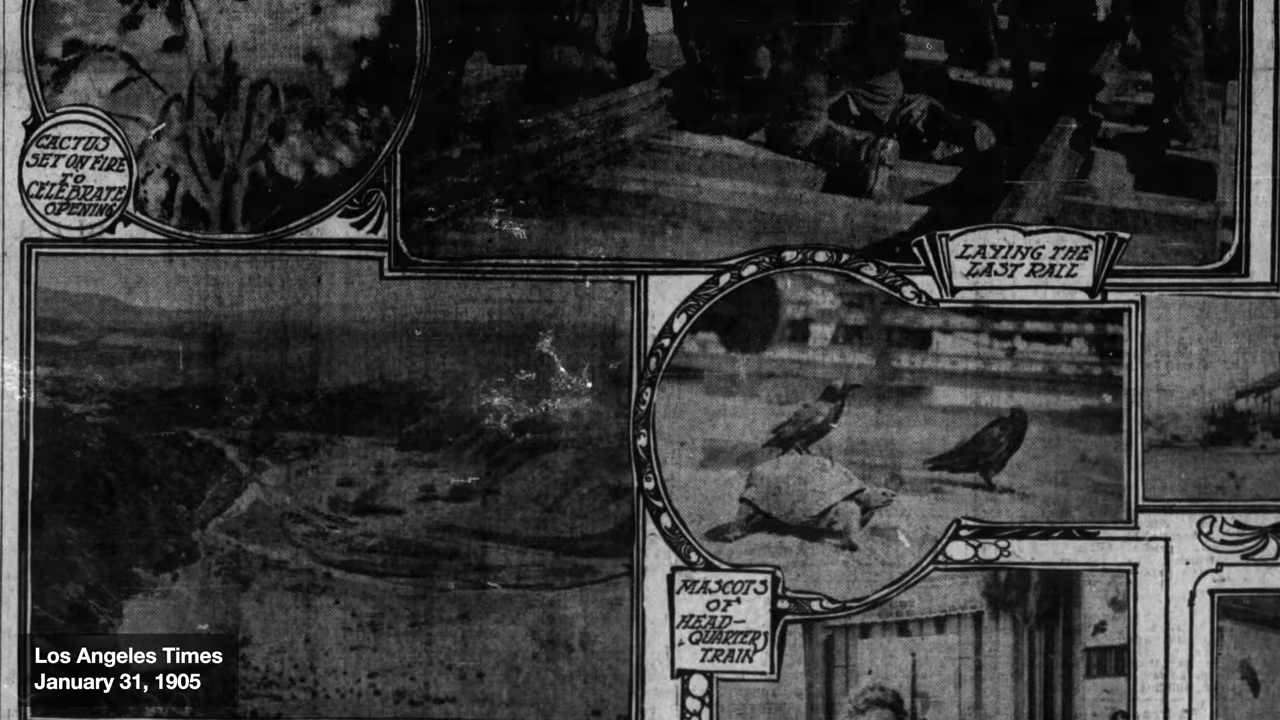 CACTUS
SET ON FIRE
TO
CELEBRATE
OPENING
LAYING THE
LAST RAIL
MASCOTS
OF
HEAD-
QUARTERS
TRAIN
Los Angeles Times
January 31, 1905